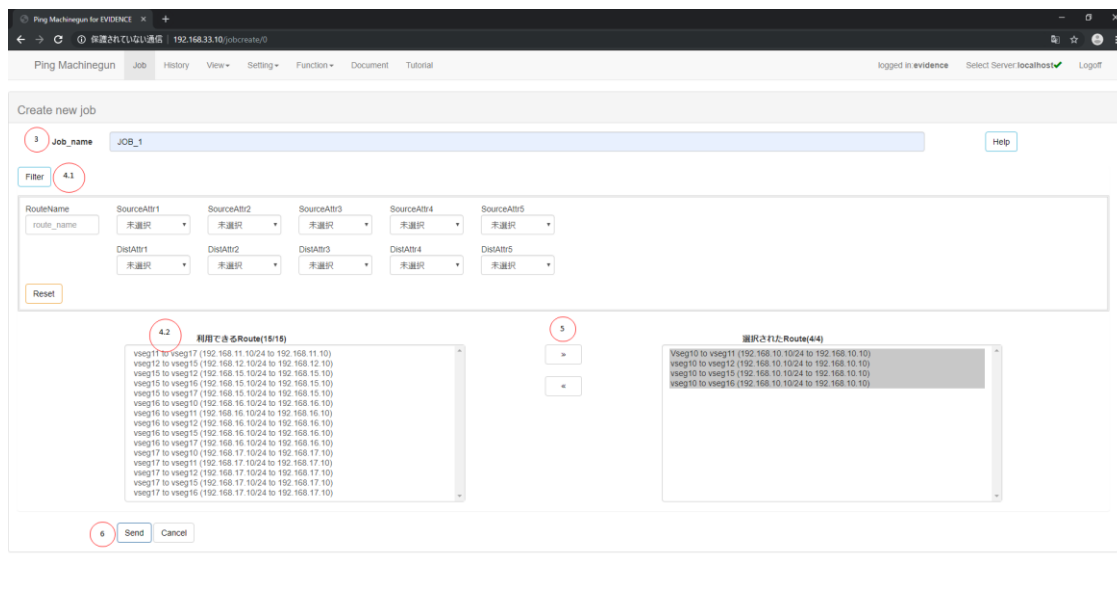 Ping Machinegun for EVIDENCE
保護されていない通信 | 192.168.33.10/jobcreate/0
Ping Machinegun Job History View Setting Function Document Tutorial logged in:evidence Select Server:localhost Logoff
Create new job
3 Job_name JOB_1 Help
Filter 4.1
RouteName SourceAttr1 SourceAttr2 SourceAttr3 SourceAttr4 SourceAttr5
route_name 未選択 未選択 未選択 未選択 未選択
DistAttr1 DistAttr2 DistAttr3 DistAttr4 DistAttr5
未選択 未選択 未選択 未選択 未選択
Reset
4.2 利用できるRoute(15/15)
vseg11 to vseg17 (192.168.11.10/24 to 192.168.11.10)
vseg12 to vseg15 (192.168.12.10/24 to 192.168.12.10)
vseg15 to vseg12 (192.168.15.10/24 to 192.168.15.10)
vseg15 to vseg16 (192.168.15.10/24 to 192.168.15.10)
vseg15 to vseg17 (192.168.15.10/24 to 192.168.15.10)
vseg16 to vseg10 (192.168.16.10/24 to 192.168.16.10)
vseg16 to vseg11 (192.168.16.10/24 to 192.168.16.10)
vseg16 to vseg12 (192.168.16.10/24 to 192.168.16.10)
vseg16 to vseg15 (192.168.16.10/24 to 192.168.16.10)
vseg16 to vseg17 (192.168.16.10/24 to 192.168.16.10)
vseg17 to vseg10 (192.168.17.10/24 to 192.168.17.10)
vseg17 to vseg11 (192.168.17.10/24 to 192.168.17.10)
vseg17 to vseg12 (192.168.17.10/24 to 192.168.17.10)
vseg17 to vseg15 (192.168.17.10/24 to 192.168.17.10)
vseg17 to vseg16 (192.168.17.10/24 to 192.168.17.10)
5
»
«
選択されたRoute(4/4)
Vseg10 to vseg11 (192.168.10.10/24 to 192.168.10.10)
vseg10 to vseg12 (192.168.10.10/24 to 192.168.10.10)
vseg10 to vseg15 (192.168.10.10/24 to 192.168.10.10)
vseg10 to vseg16 (192.168.10.10/24 to 192.168.10.10)
6 Send Cancel